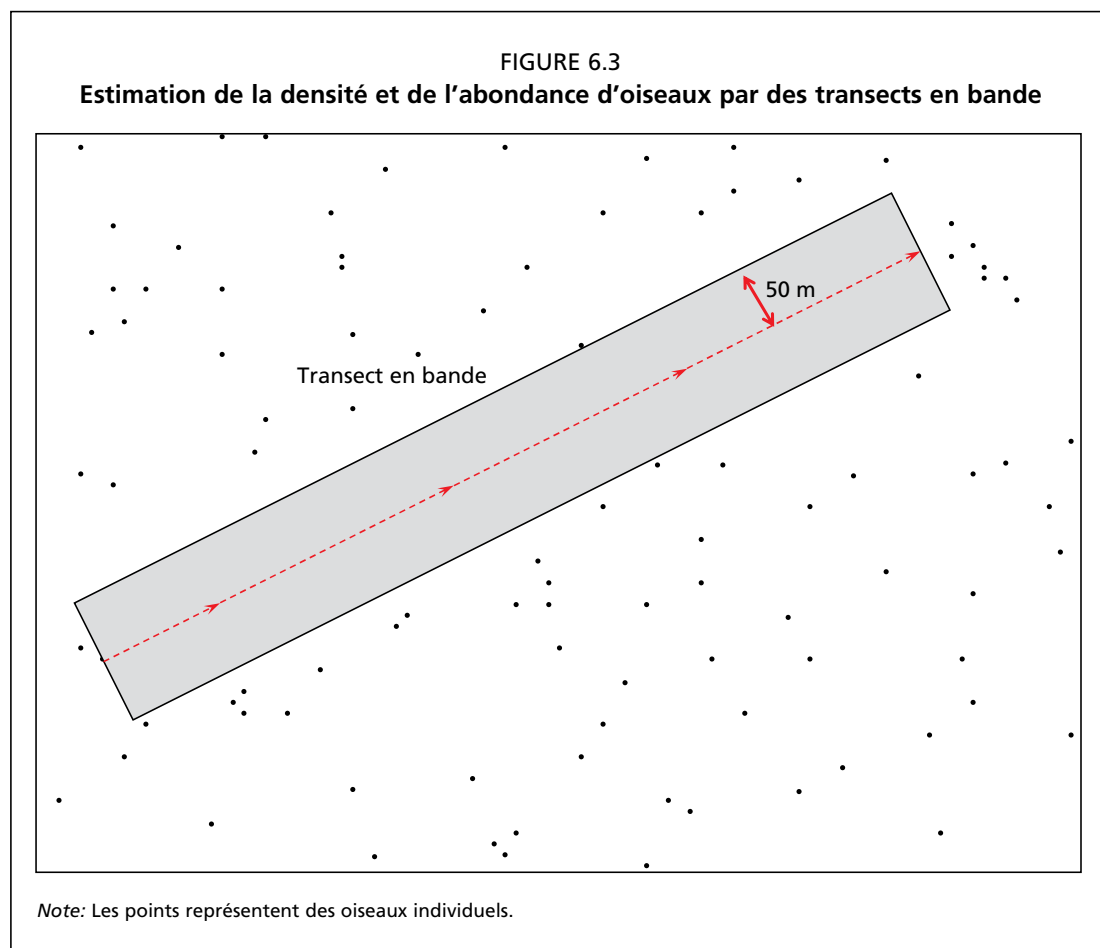 FIGURE 6.3
Estimation de la densité et de l'abondance d'oiseaux par des transects en bande
50 m
Transect en bande
Note: Les points représentent des oiseaux individuels.